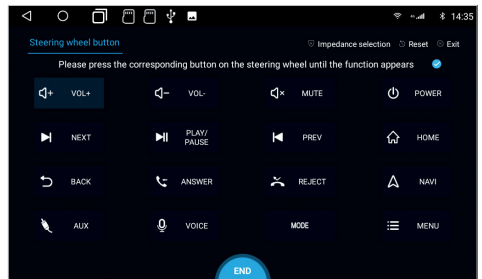 14:35
Steering wheel button
Impedance selection Reset Exit
Please press the corresponding button on the steering wheel until the function appears
VOL+ VOL- MUTE POWER
NEXT PLAY/ PREV HOME
PAUSE
BACK ANSWER REJECT NAVI
AUX VOICE MODE MENU
END